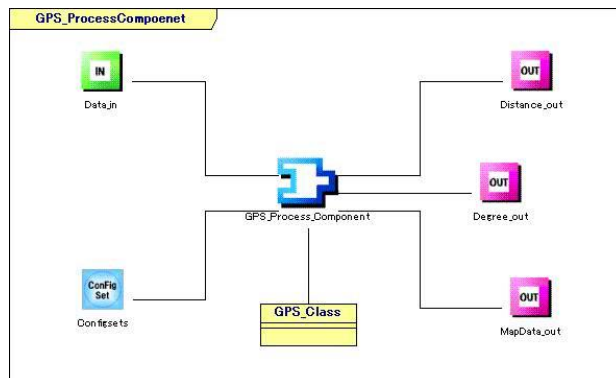 GPS_ProcessCompoenet
IN
Data_in
OUT
Distance_out
GPS_Process_Component
OUT
Degree_out
ConFig
Set
Configsets
GPS_Class
OUT
MapData_out